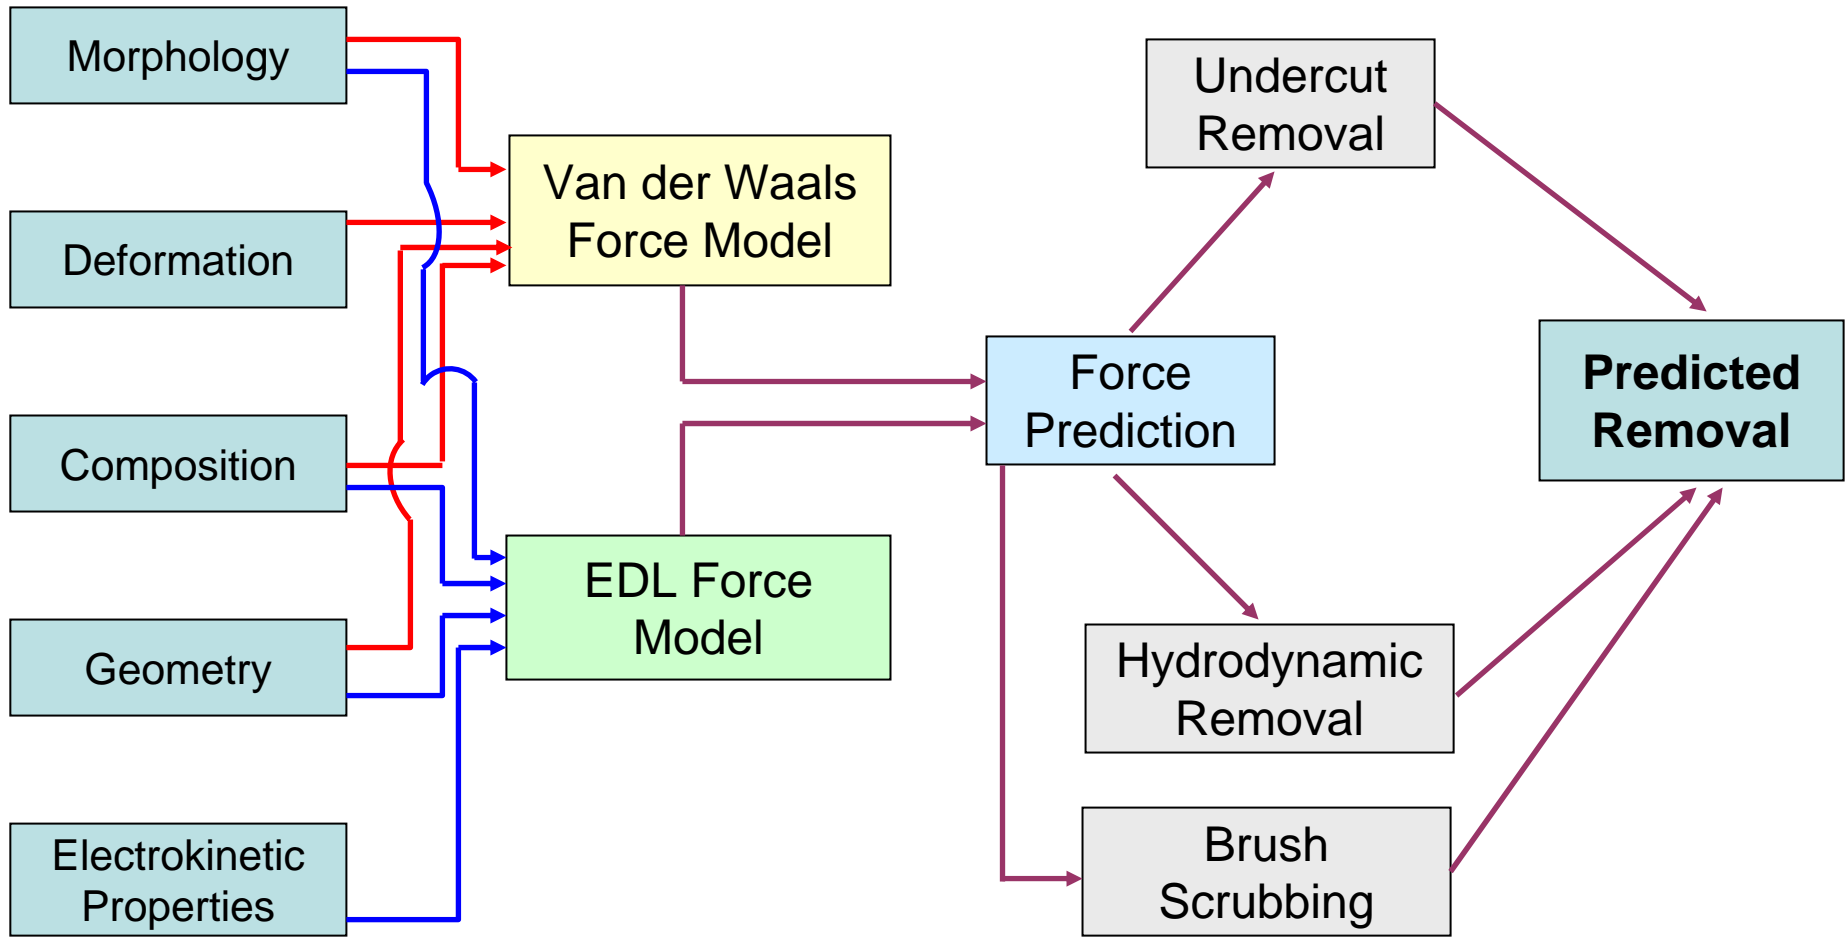 Morphology
Deformation
Composition
Geometry
Electrokinetic
Properties
Van der Waals
Force Model
EDL Force
Model
Force
Prediction
Undercut
Removal
Hydrodynamic
Removal
Brush
Scrubbing
Predicted
Removal